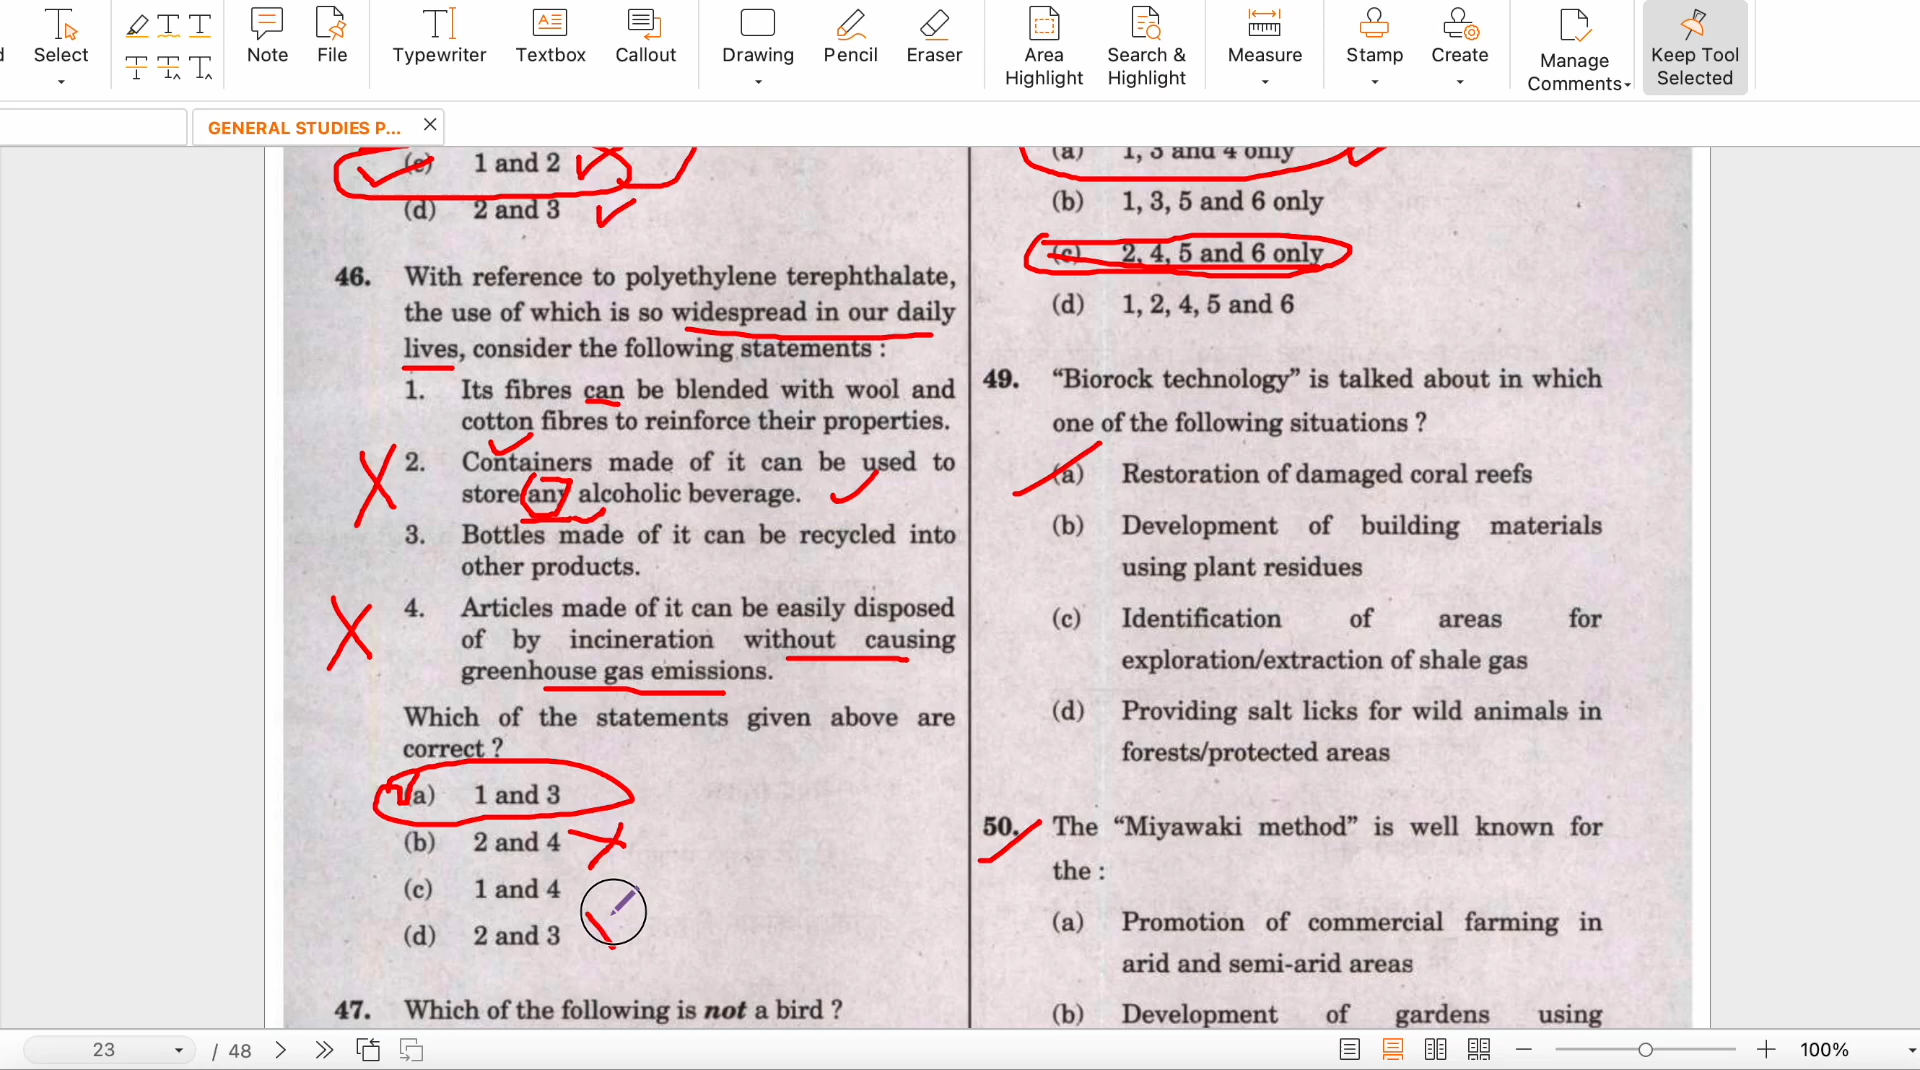 Select
Note
File
Typewriter
Textbox
Callout
Drawing
Pencil
Eraser
Area
Highlight
Search &
Highlight
Measure
Stamp
Create
Manage
Comments
Keep Tool
Selected
GENERAL STUDIES P...
(c) 1 and 2
(d) 2 and 3
46. With reference to polyethylene terephthalate,
the use of which is so widespread in our daily
lives, consider the following statements :
1. Its fibres can be blended with wool and
cotton fibres to reinforce their properties.
2. Containers made of it can be used to
store any alcoholic beverage.
3. Bottles made of it can be recycled into
other products.
4. Articles made of it can be easily disposed
of by incineration without causing
greenhouse gas emissions.
Which of the statements given above are
correct ?
(a) 1 and 3
(b) 2 and 4
(c) 1 and 4
(d) 2 and 3
47. Which of the following is not a bird ?
(a) 1, 3 and 4 only
(b) 1, 3, 5 and 6 only
(c) 2, 4, 5 and 6 only
(d) 1, 2, 4, 5 and 6
49. “Biorock technology” is talked about in which
one of the following situations ?
(a) Restoration of damaged coral reefs
(b) Development of building materials
using plant residues
(c) Identification of areas for
exploration/extraction of shale gas
(d) Providing salt licks for wild animals in
forests/protected areas
50. The “Miyawaki method” is well known for
the :
(a) Promotion of commercial farming in
arid and semi-arid areas
(b) Development of gardens using
23 / 48
100%